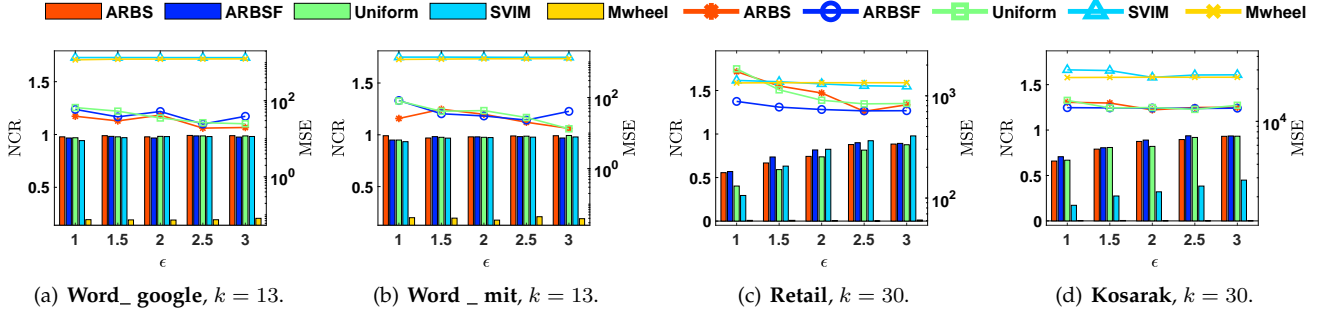 ARBS ARBSF Uniform SVIM Mwheel ARBS ARBSF Uniform SVIM Mwheel
NCR
1.5
1
0.5
1 1.5 2 2.5 3
ϵ
10^2
10^0
MSE
(a) Word_ google, k = 13.
NCR
1.5
1
0.5
1 1.5 2 2.5 3
ϵ
10^2
10^0
MSE
(b) Word _ mit, k = 13.
NCR
1.5
1
0.5
0
1 1.5 2 2.5 3
ϵ
10^3
10^2
MSE
(c) Retail, k = 30.
NCR
1.5
1
0.5
0
1 1.5 2 2.5 3
ϵ
10^4
MSE
(d) Kosarak, k = 30.